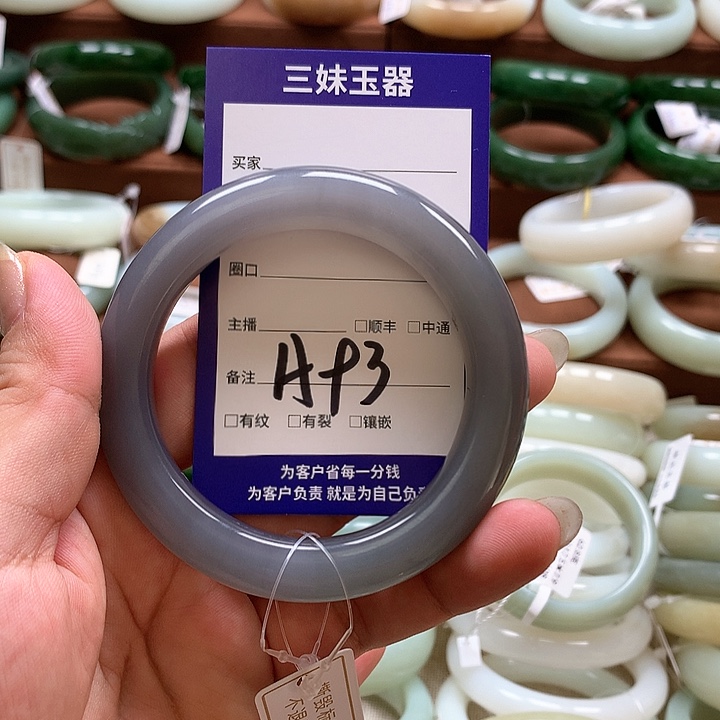 三妹玉器
买家
圈口
主播 □顺丰 □中通
备注 A43
□有纹 □有裂 □镶嵌
为客户省每一分钱
为客户负责 就是为自己负